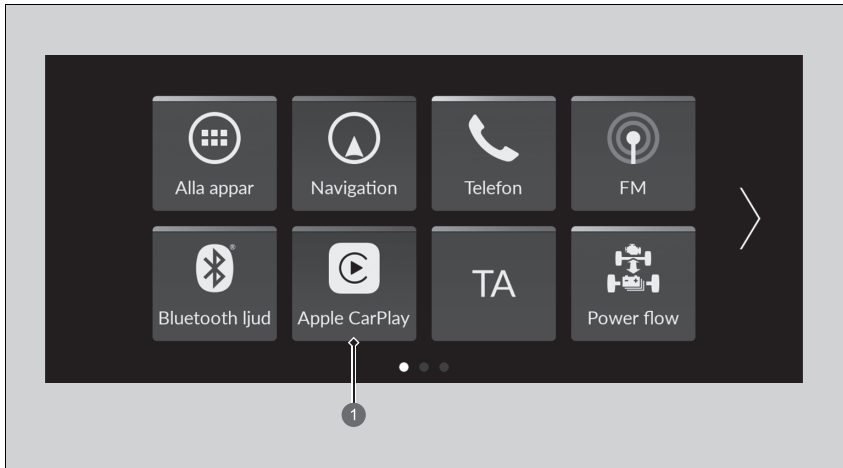 Alla appar
Navigation
Telefon
FM
Bluetooth ljud
Apple CarPlay
TA
Power flow
1